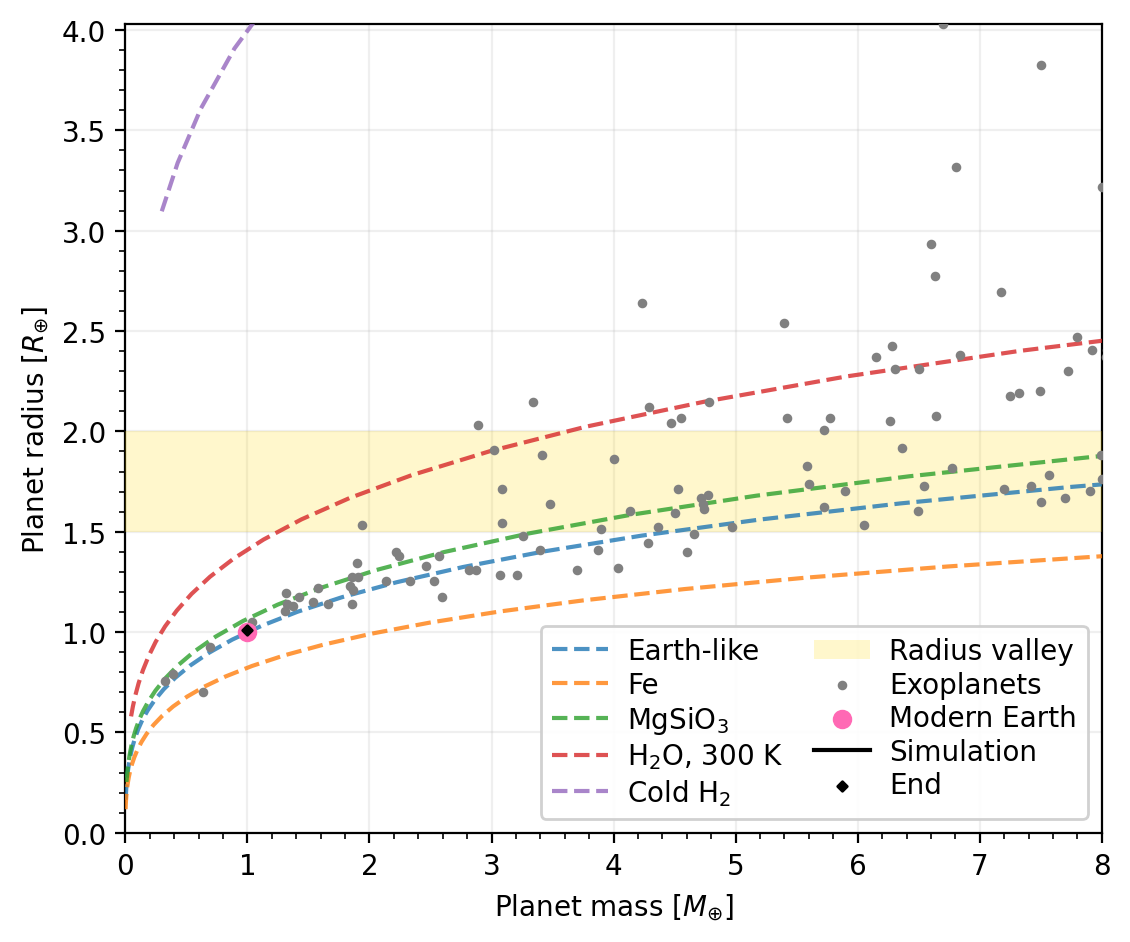 4.0
3.5
3.0
2.5
2.0
1.5
1.0
0.5
0.0
Planet radius [R⊕]
0 1 2 3 4 5 6 7 8
Planet mass [M⊕]
Earth-like
Fe
MgSiO₃
H₂O, 300 K
Cold H₂
Radius valley
Exoplanets
Modern Earth
Simulation
End